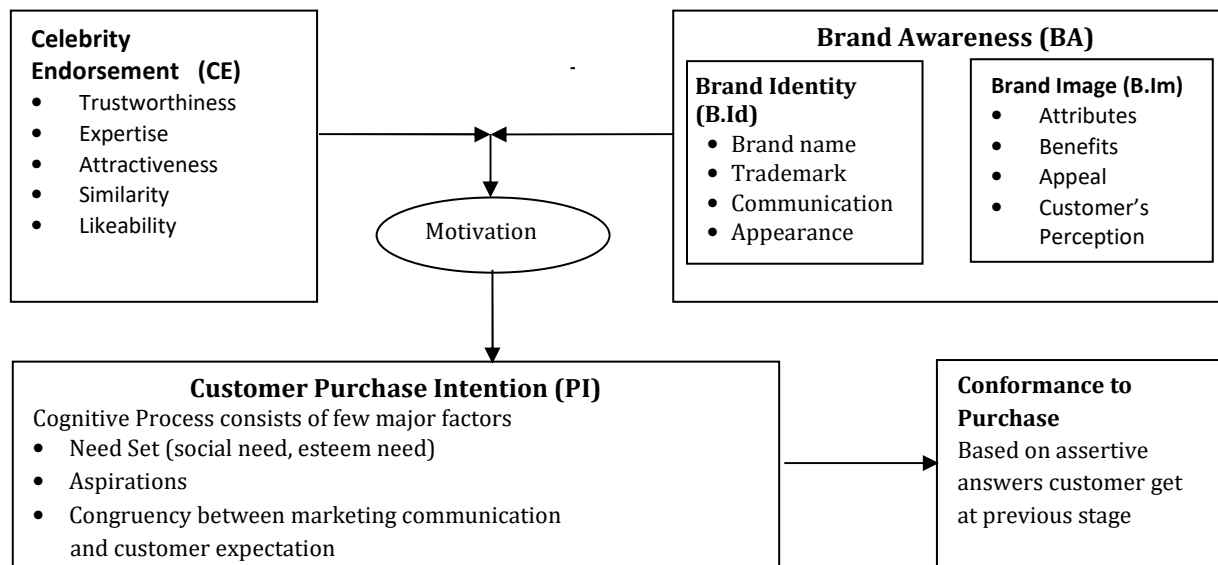 Celebrity
Endorsement (CE)
• Trustworthiness
• Expertise
• Attractiveness
• Similarity
• Likeability
-
Brand Awareness (BA)
Brand Identity
(B.Id)
• Brand name
• Trademark
• Communication
• Appearance
Brand Image (B.Im)
• Attributes
• Benefits
• Appeal
• Customer’s
Perception
Motivation
Customer Purchase Intention (PI)
Cognitive Process consists of few major factors
• Need Set (social need, esteem need)
• Aspirations
• Congruency between marketing communication
and customer expectation
Conformance to
Purchase
Based on assertive
answers customer get
at previous stage